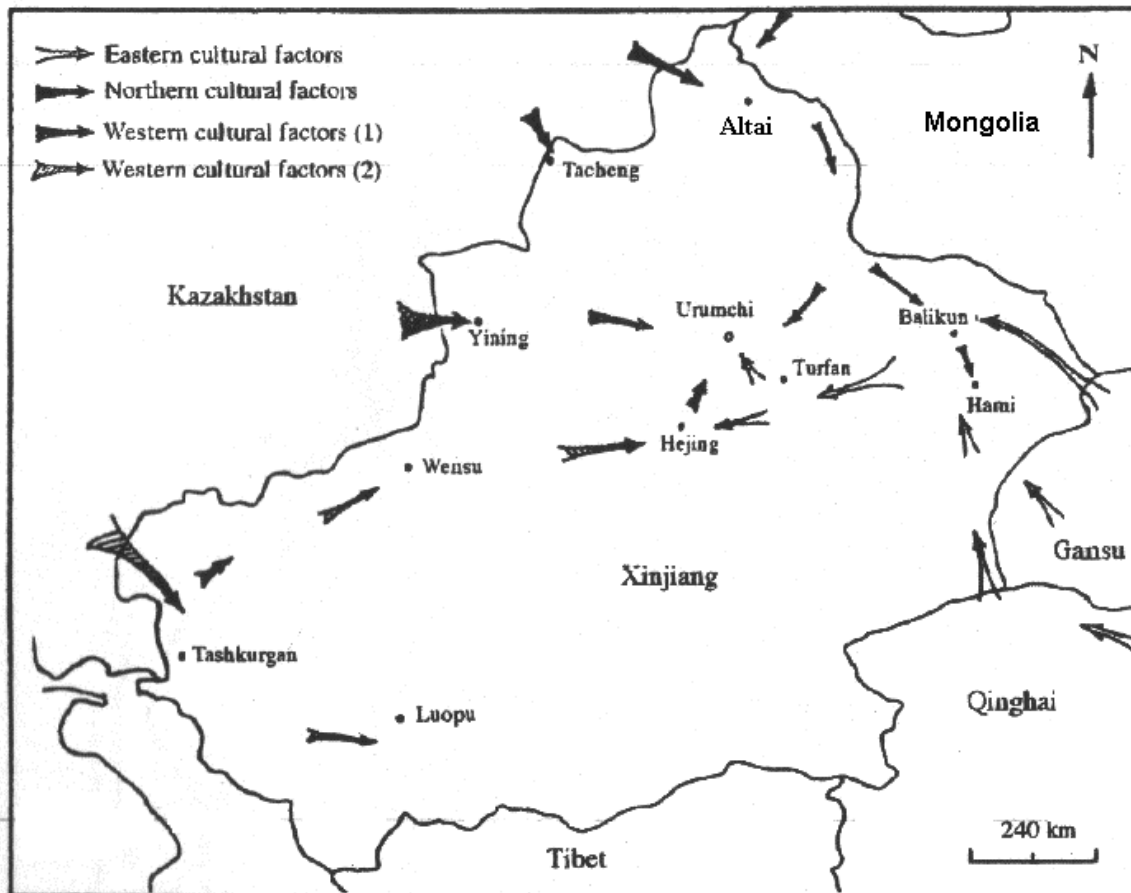 Eastern cultural factors
Northern cultural factors
Western cultural factors (1)
Western cultural factors (2)
N
Altai
Mongolia
Tacheng
Kazakhstan
Urumchi
Balikun
Yining
Turfan
Hami
Hejing
Wensu
Gansu
Xinjiang
Tashkurgan
Luopu
Qinghai
240 km
Tibet